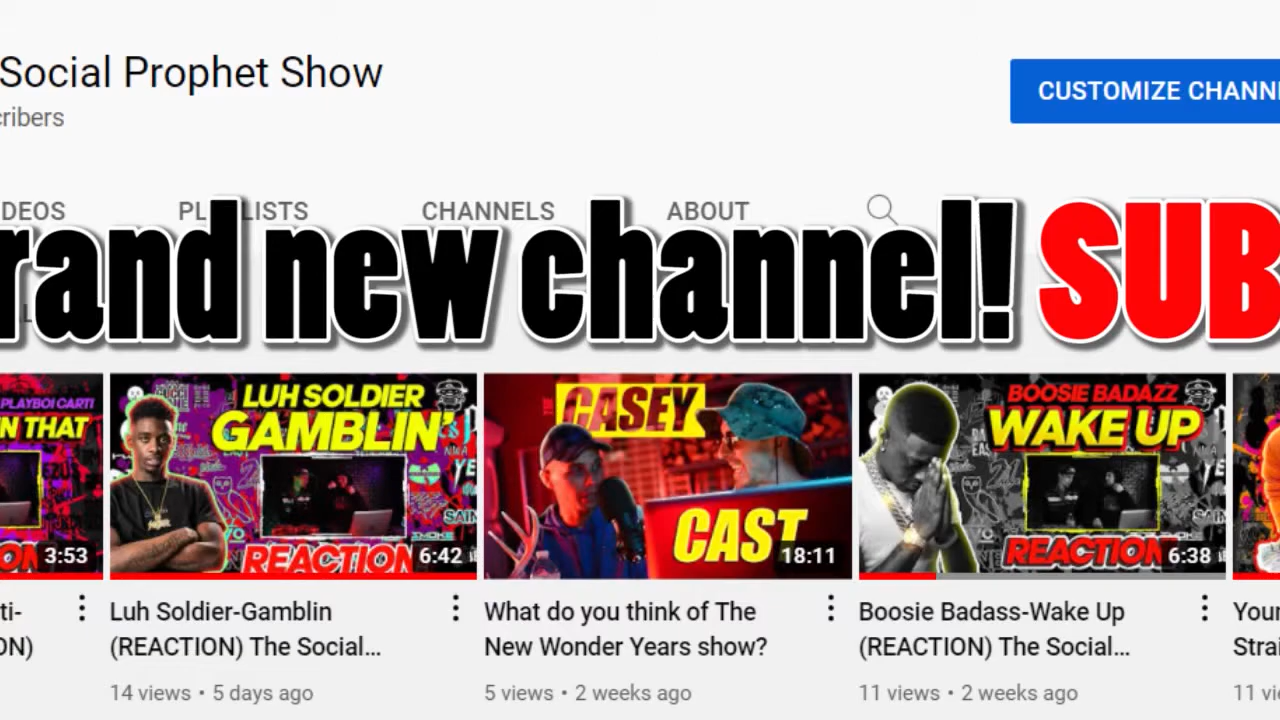 Social Prophet Show
cribers
CUSTOMIZE CHANN
DEOS
PLAYLISTS
CHANNELS
ABOUT
rand new channel! SUB
PLAYBOI CARTI
N THAT
ON
3:53
LUH SOLDIER
GAMBLIN'
REACTION
6:42
CASEY
CAST
18:11
BOOSIE BADAZZ
WAKE UP
REACTION
6:38
ti-
ON)
Luh Soldier-Gamblin
(REACTION) The Social...
14 views • 5 days ago
What do you think of The
New Wonder Years show?
5 views • 2 weeks ago
Boosie Badass-Wake Up
(REACTION) The Social...
11 views • 2 weeks ago
Your
Strai
11 vi